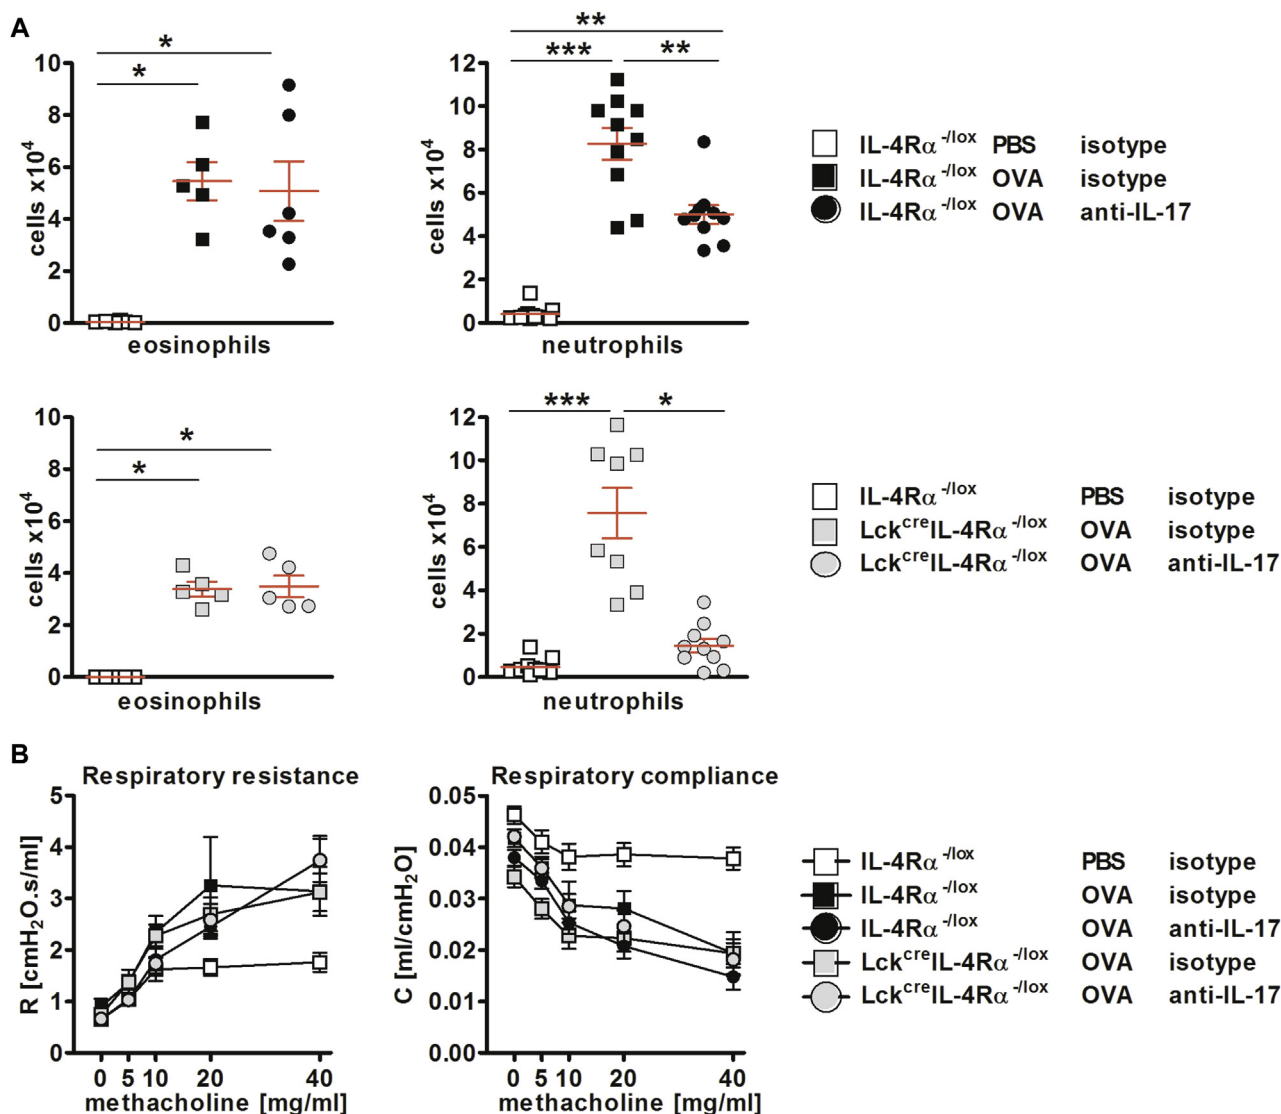 A
* * 10 8 6 4 2 0 cells x10⁴ eosinophils
** *** ** 12 10 8 6 4 2 0 cells x10⁴ neutrophils
IL-4Rα⁻/ˡᵒˣ PBS isotype
IL-4Rα⁻/ˡᵒˣ OVA isotype
IL-4Rα⁻/ˡᵒˣ OVA anti-IL-17
* * 10 8 6 4 2 0 cells x10⁴ eosinophils
*** * 12 10 8 6 4 2 0 cells x10⁴ neutrophils
IL-4Rα⁻/ˡᵒˣ PBS isotype
LckᶜʳᵉIL-4Rα⁻/ˡᵒˣ OVA isotype
LckᶜʳᵉIL-4Rα⁻/ˡᵒˣ OVA anti-IL-17
B
Respiratory resistance
5 4 3 2 1 0
R [cmH₂O.s/ml]
0 5 10 20 40
methacholine [mg/ml]
Respiratory compliance
0.05 0.04 0.03 0.02 0.01 0.00
C [ml/cmH₂O]
0 5 10 20 40
methacholine [mg/ml]
IL-4Rα⁻/ˡᵒˣ PBS isotype
IL-4Rα⁻/ˡᵒˣ OVA isotype
IL-4Rα⁻/ˡᵒˣ OVA anti-IL-17
LckᶜʳᵉIL-4Rα⁻/ˡᵒˣ OVA isotype
LckᶜʳᵉIL-4Rα⁻/ˡᵒˣ OVA anti-IL-17